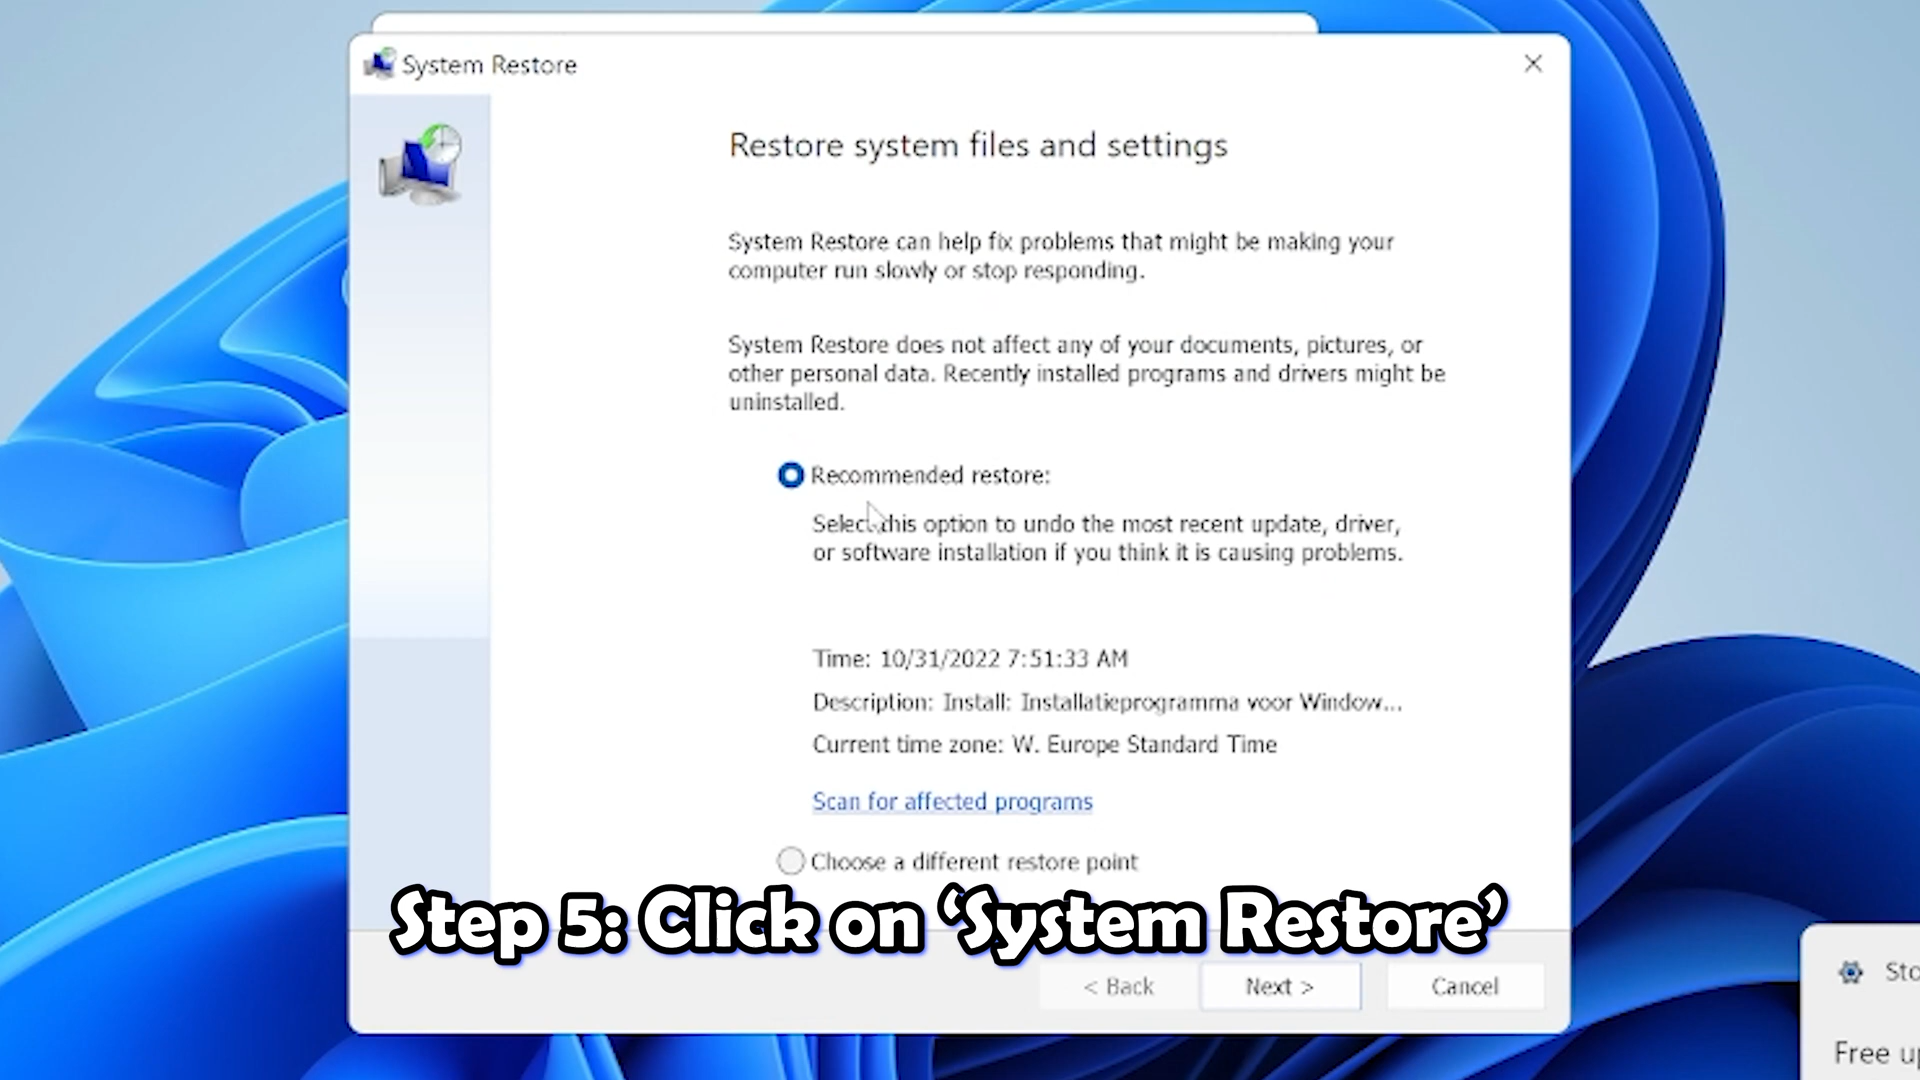 System Restore
Restore system files and settings
System Restore can help fix problems that might be making your
computer run slowly or stop responding.
System Restore does not affect any of your documents, pictures, or
other personal data. Recently installed programs and drivers might be
uninstalled.
Recommended restore:
Select this option to undo the most recent update, driver,
or software installation if you think it is causing problems.
Time: 10/31/2022 7:51:33 AM
Description: Install: Installatieprogramma voor Window...
Current time zone: W. Europe Standard Time
Scan for affected programs
Choose a different restore point
Step 5: Click on ‘System Restore’
< Back
Next >
Cancel
Free